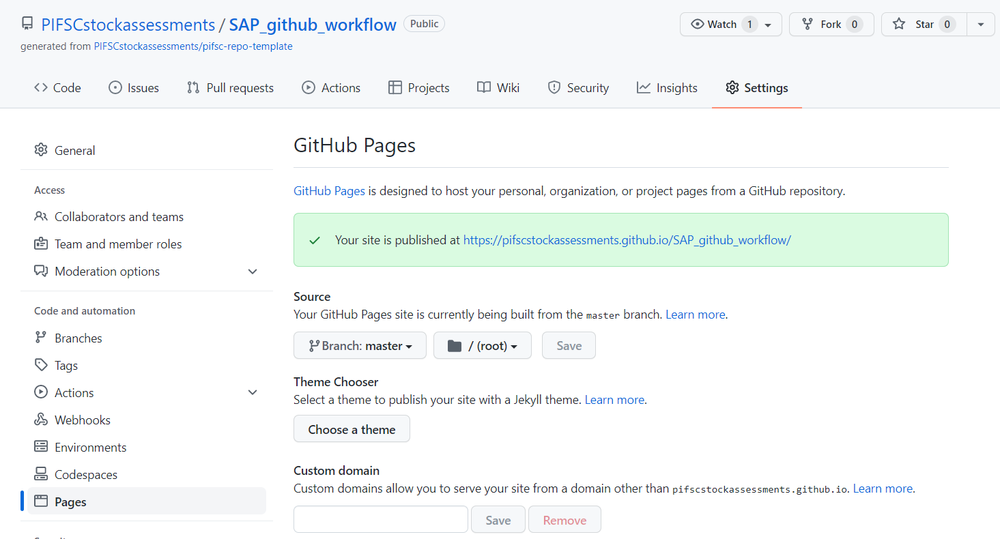 PIFSCstockassessments / SAP_github_workflow Public
Watch 1 Fork 0 Star 0
generated from PIFSCstockassessments/pifsc-repo-template
Code Issues Pull requests Actions Projects Wiki Security Insights Settings
General
Access
Collaborators and teams
Team and member roles
Moderation options
Code and automation
Branches
Tags
Actions
Webhooks
Environments
Codespaces
Pages
GitHub Pages
GitHub Pages is designed to host your personal, organization, or project pages from a GitHub repository.
Your site is published at https://pifscstockassessments.github.io/SAP_github_workflow/
Source
Your GitHub Pages site is currently being built from the master branch. Learn more.
Branch: master / (root) Save
Theme Chooser
Select a theme to publish your site with a Jekyll theme. Learn more.
Choose a theme
Custom domain
Custom domains allow you to serve your site from a domain other than pifscstockassessments.github.io. Learn more.
Save Remove